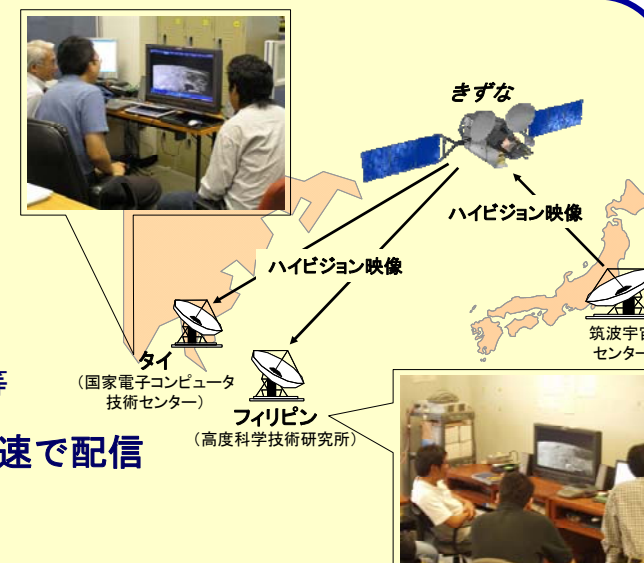 きずな
ハイビジョン映像
ハイビジョン映像
筑波宇宙
センター
タイ
(国家電子コンピュータ
技術センター)
等
フィリピン
(高度科学技術研究所)
速で配信